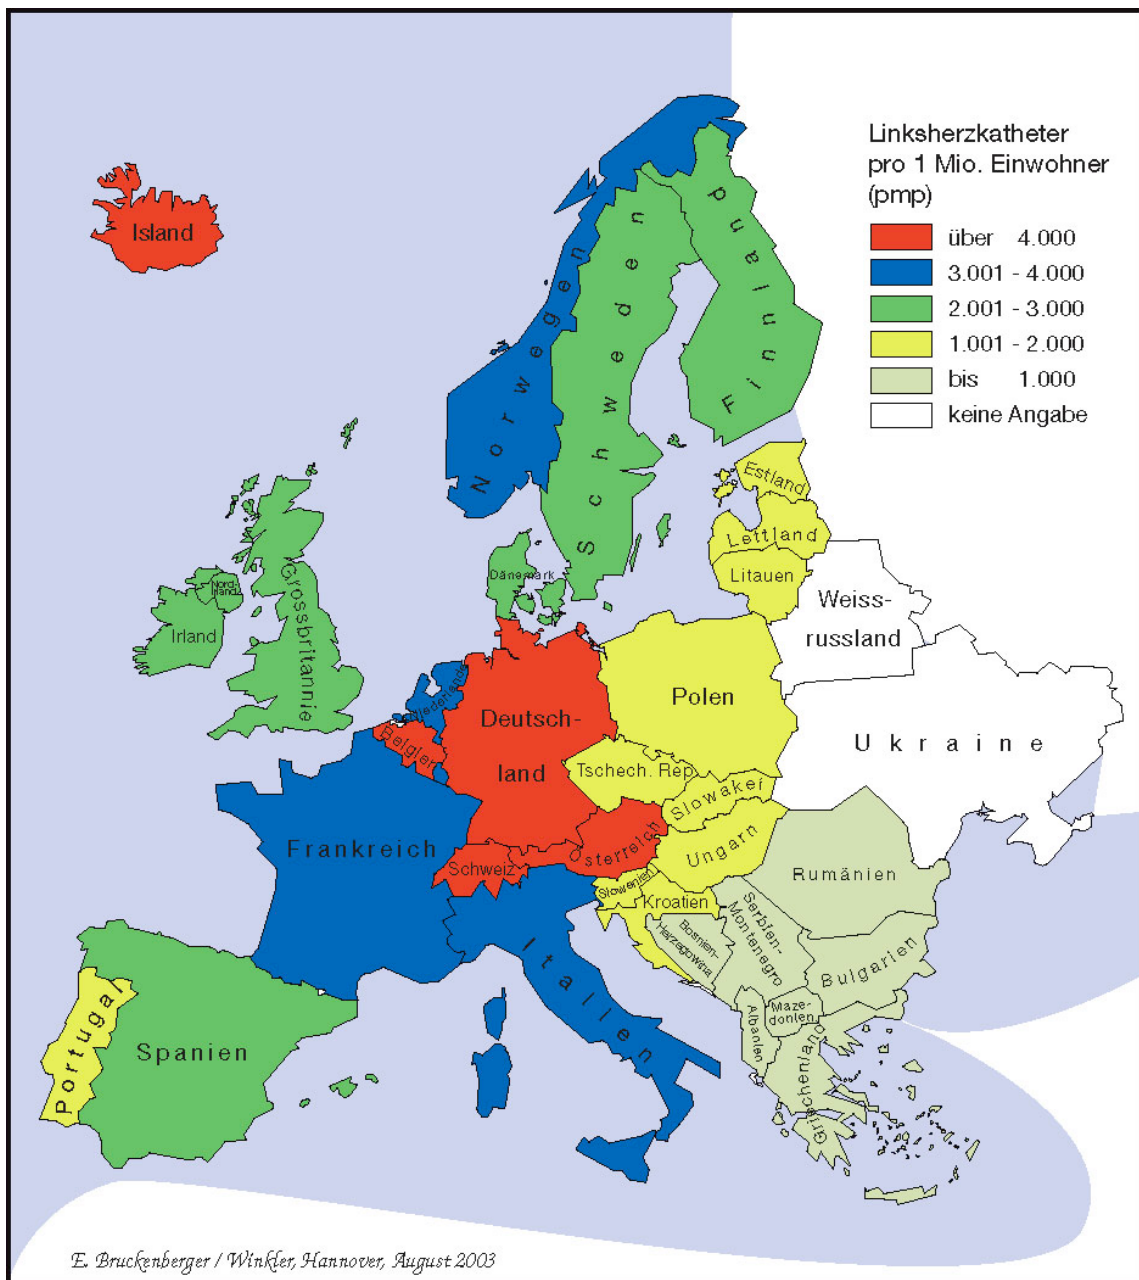 Linksherzkatheter
pro 1 Mio. Einwohner
(pmp)
über 4.000
3.001 - 4.000
2.001 - 3.000
1.001 - 2.000
bis 1.000
keine Angabe
Island
Norwegen
Schweden
Finnland
Estland
Lettland
Litauen
Dänemark
Nord-
irland
Irland
Grossbritannie
Weiss-
russland
Niederlande
Polen
Deutsch-
land
Belgien
Ukraine
Tschech. Rep
Slowakei
Frankreich
Österreich
Ungarn
Schweiz
Rumänien
Slowenien
Kroatien
Serbien-
Montenegro
Bosnien-
Herzegowina
Bulgarien
Italien
Maze-
donien
Albanien
Portugal
Spanien
Griechenland
E. Bruckenberger / Winkler, Hannover, August 2003